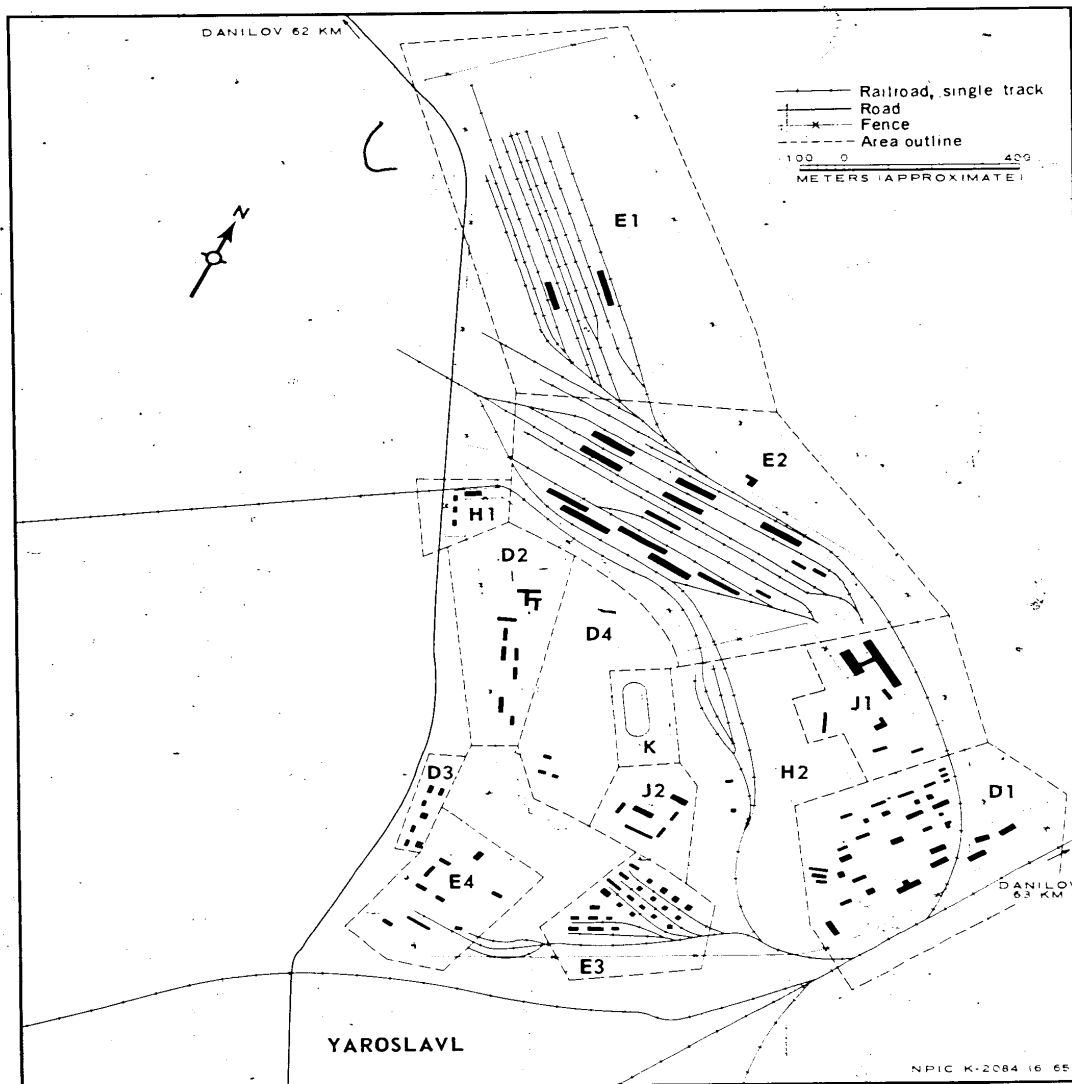 DANILOV 62 KM
Railroad, single track
Road
Fence
Area outline
100 0 400
METERS (APPROXIMATE)
N
E1
E2
H1
D2
D4
J1
K
H2
D3
J2
D1
E4
DANILOV
63 KM
E3
YAROSLAVL
NPIC K-2084 (6 65